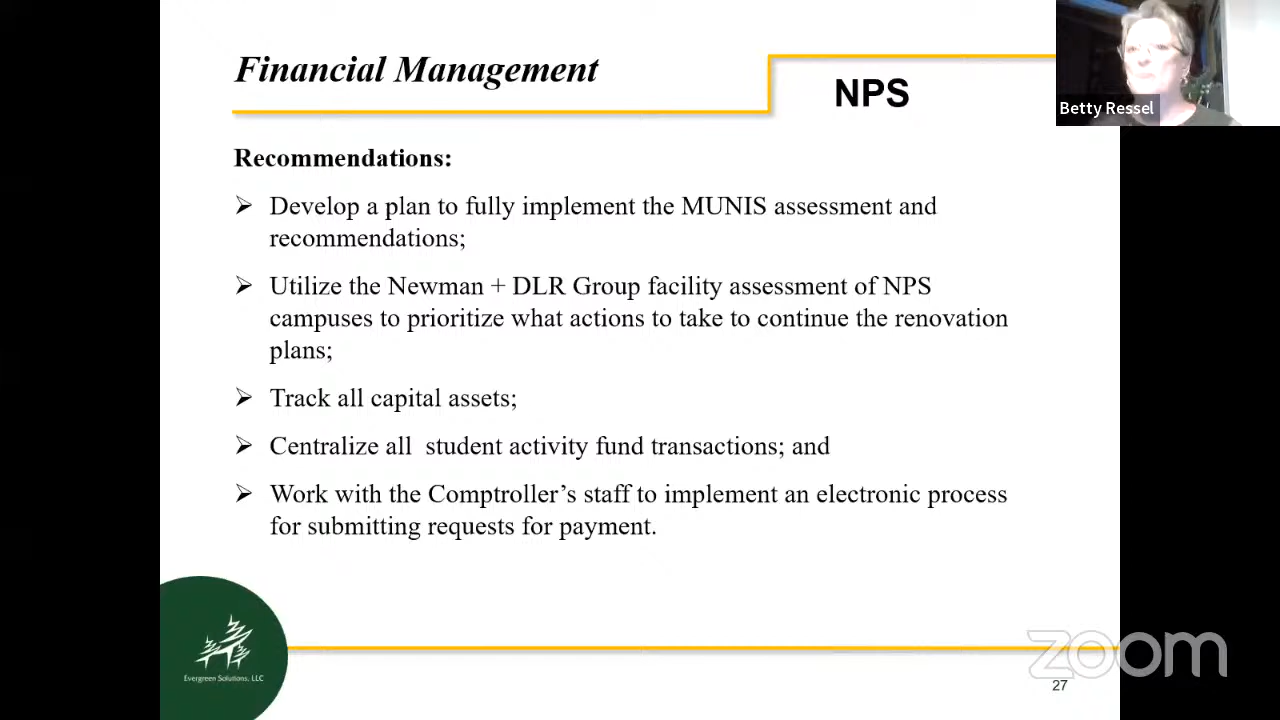 Financial Management
NPS
Betty Ressel
Recommendations:
Develop a plan to fully implement the MUNIS assessment and
recommendations;
Utilize the Newman + DLR Group facility assessment of NPS
campuses to prioritize what actions to take to continue the renovation
plans;
Track all capital assets;
Centralize all  student activity fund transactions; and
Work with the Comptroller’s staff to implement an electronic process
for submitting requests for payment.
Evergreen Solutions, LLC
zoom
27